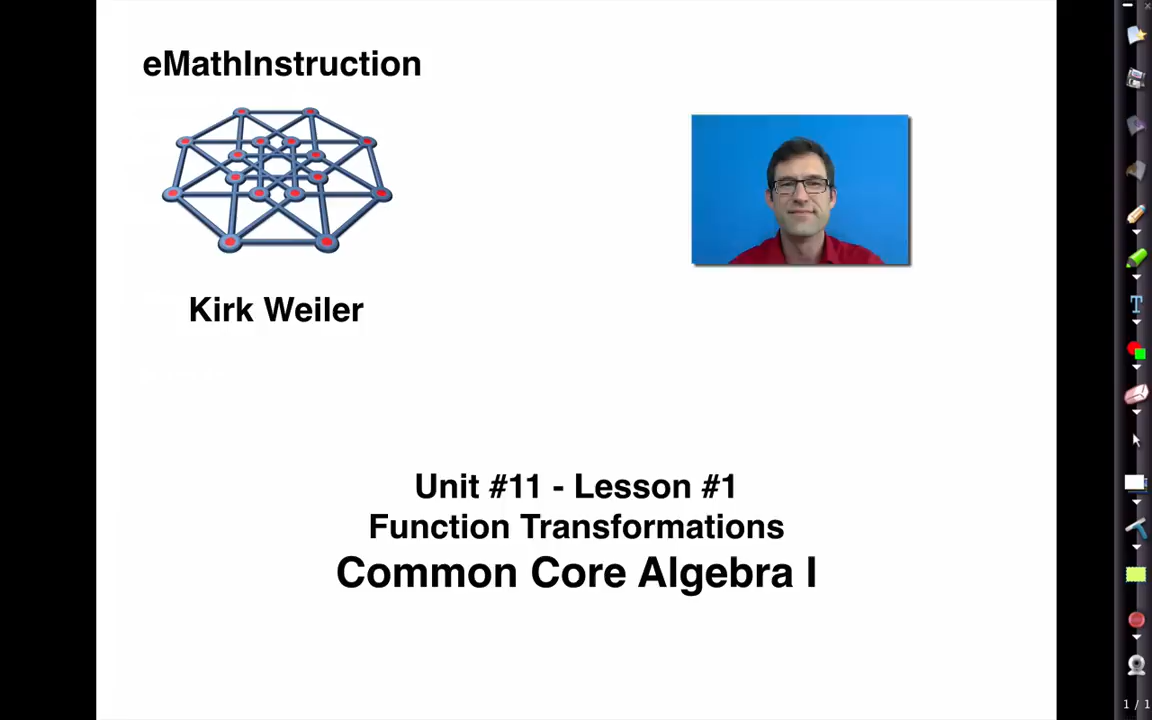 eMathInstruction
Kirk Weiler
Unit #11 - Lesson #1
Function Transformations
Common Core Algebra I
T
1 / 1